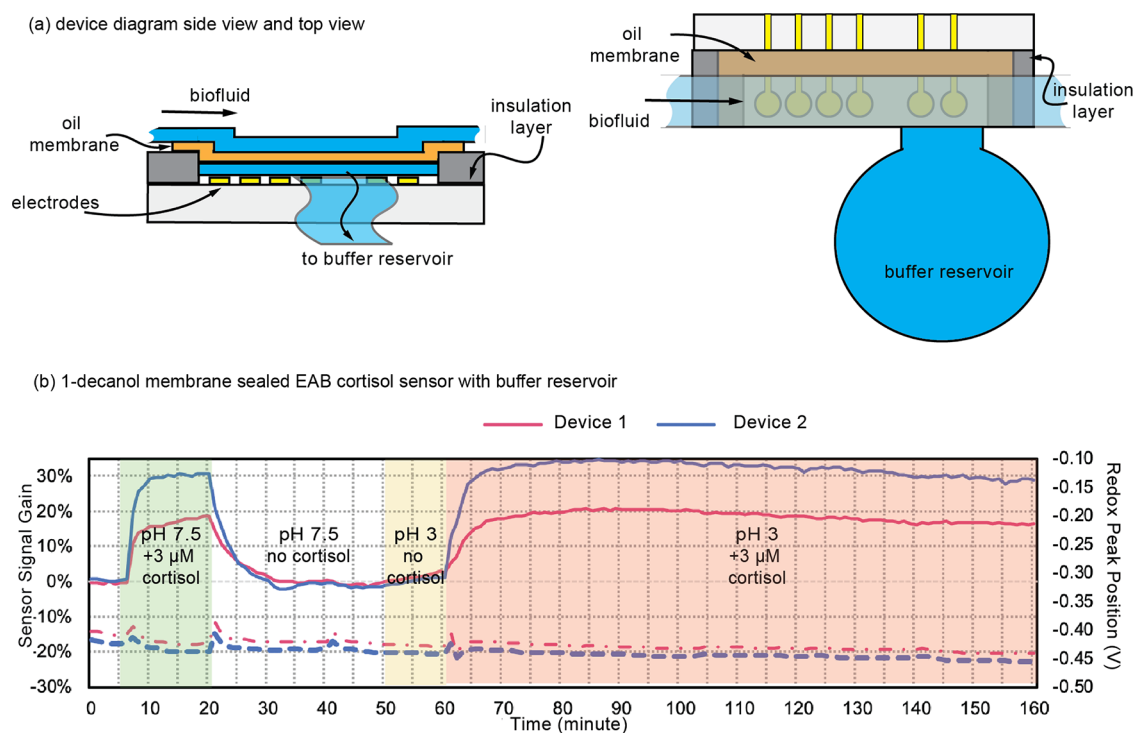 (a) device diagram side view and top view
biofluid
oil
membrane
insulation
layer
electrodes
to buffer reservoir
oil
membrane
insulation
layer
biofluid
buffer reservoir
(b) 1-decanol membrane sealed EAB cortisol sensor with buffer reservoir
Device 1
Device 2
Sensor Signal Gain
30%
20%
10%
0%
-10%
-20%
-30%
pH 7.5
+3 µM
cortisol
pH 7.5
no cortisol
pH 3
no
cortisol
pH 3
+3 µM
cortisol
-0.10
-0.15
-0.20
-0.25
-0.30
-0.35
-0.40
-0.45
-0.50
Redox Peak Position (V)
0 10 20 30 40 50 60 70 80 90 100 110 120 130 140 150 160
Time (minute)